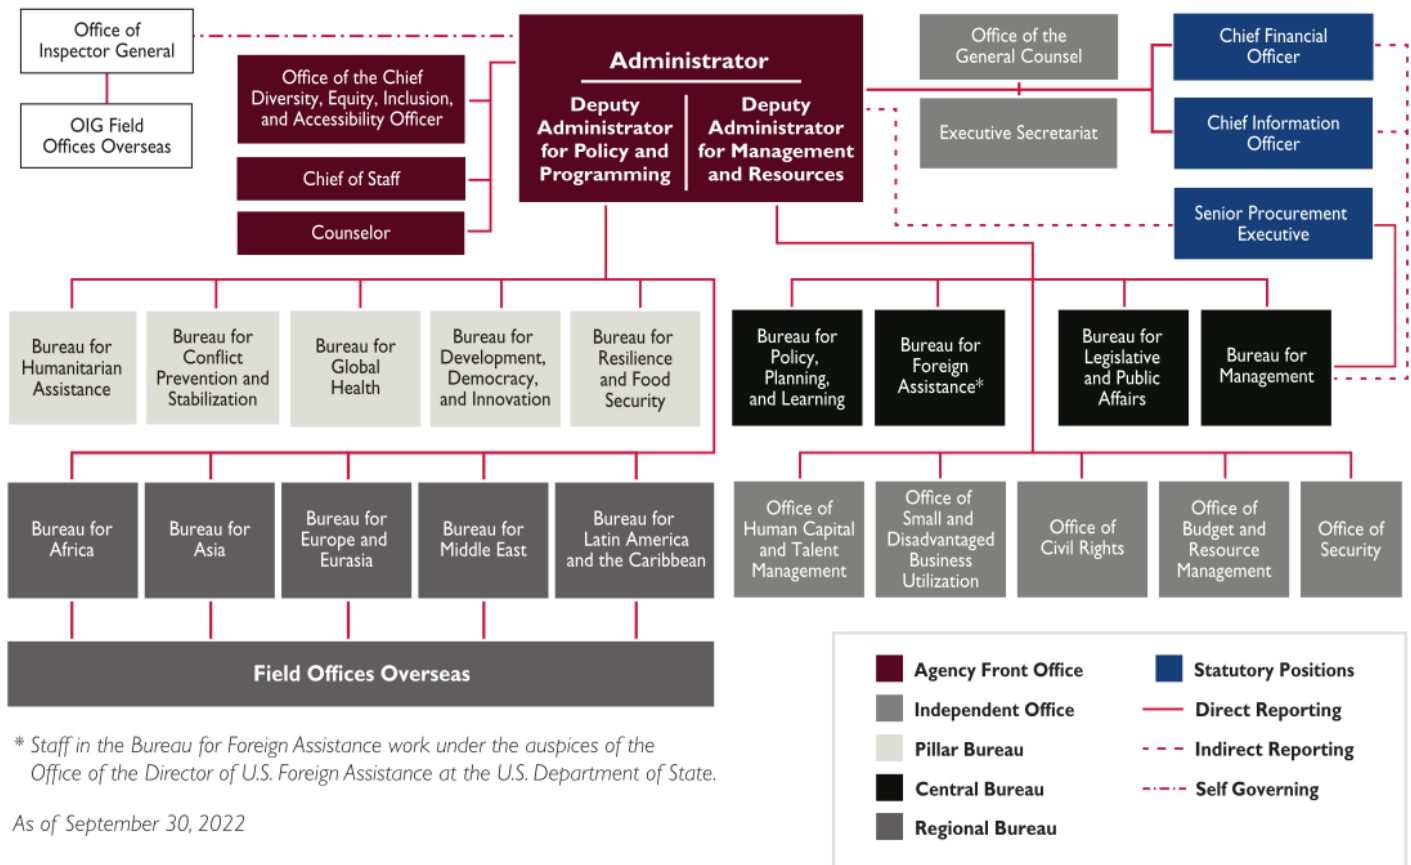 Office of
Inspector General
OIG Field
Offices Overseas
Office of the Chief
Diversity, Equity, Inclusion,
and Accessibility Officer
Chief of Staff
Counselor
Administrator
Deputy
Administrator
for Policy and
Programming
Deputy
Administrator
for Management
and Resources
Office of the
General Counsel
Executive Secretariat
Chief Financial
Officer
Chief Information
Officer
Senior Procurement
Executive
Bureau for
Humanitarian
Assistance
Bureau for
Conflict
Prevention and
Stabilization
Bureau for
Global
Health
Bureau for
Development,
Democracy,
and Innovation
Bureau for
Resilience
and Food
Security
Bureau for
Policy,
Planning,
and Learning
Bureau for
Foreign
Assistance*
Bureau for
Legislative
and Public
Affairs
Bureau for
Management
Bureau for
Africa
Bureau for
Asia
Bureau for
Europe and
Eurasia
Bureau for
Middle East
Bureau for
Latin America
and the Caribbean
Office of
Human Capital
and Talent
Management
Office of
Small and
Disadvantaged
Business
Utilization
Office of
Civil Rights
Office of
Budget and
Resource
Management
Office of
Security
Field Offices Overseas
* Staff in the Bureau for Foreign Assistance work under the auspices of the
Office of the Director of U.S. Foreign Assistance at the U.S. Department of State.
As of September 30, 2022
Agency Front Office
Independent Office
Pillar Bureau
Central Bureau
Regional Bureau
Statutory Positions
Direct Reporting
Indirect Reporting
Self Governing